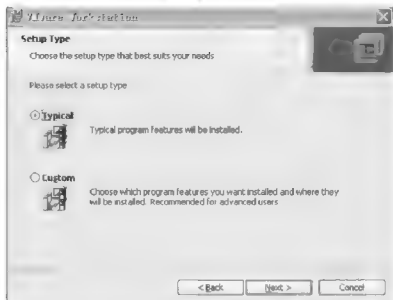 VMware Workstation
Setup Type
Choose the setup type that best suits your needs
Please select a setup type
Typical
Typical program features will be installed.
Custom
Choose which program features you want installed and where they
will be installed. Recommended for advanced users
< Back
Next >
Cancel